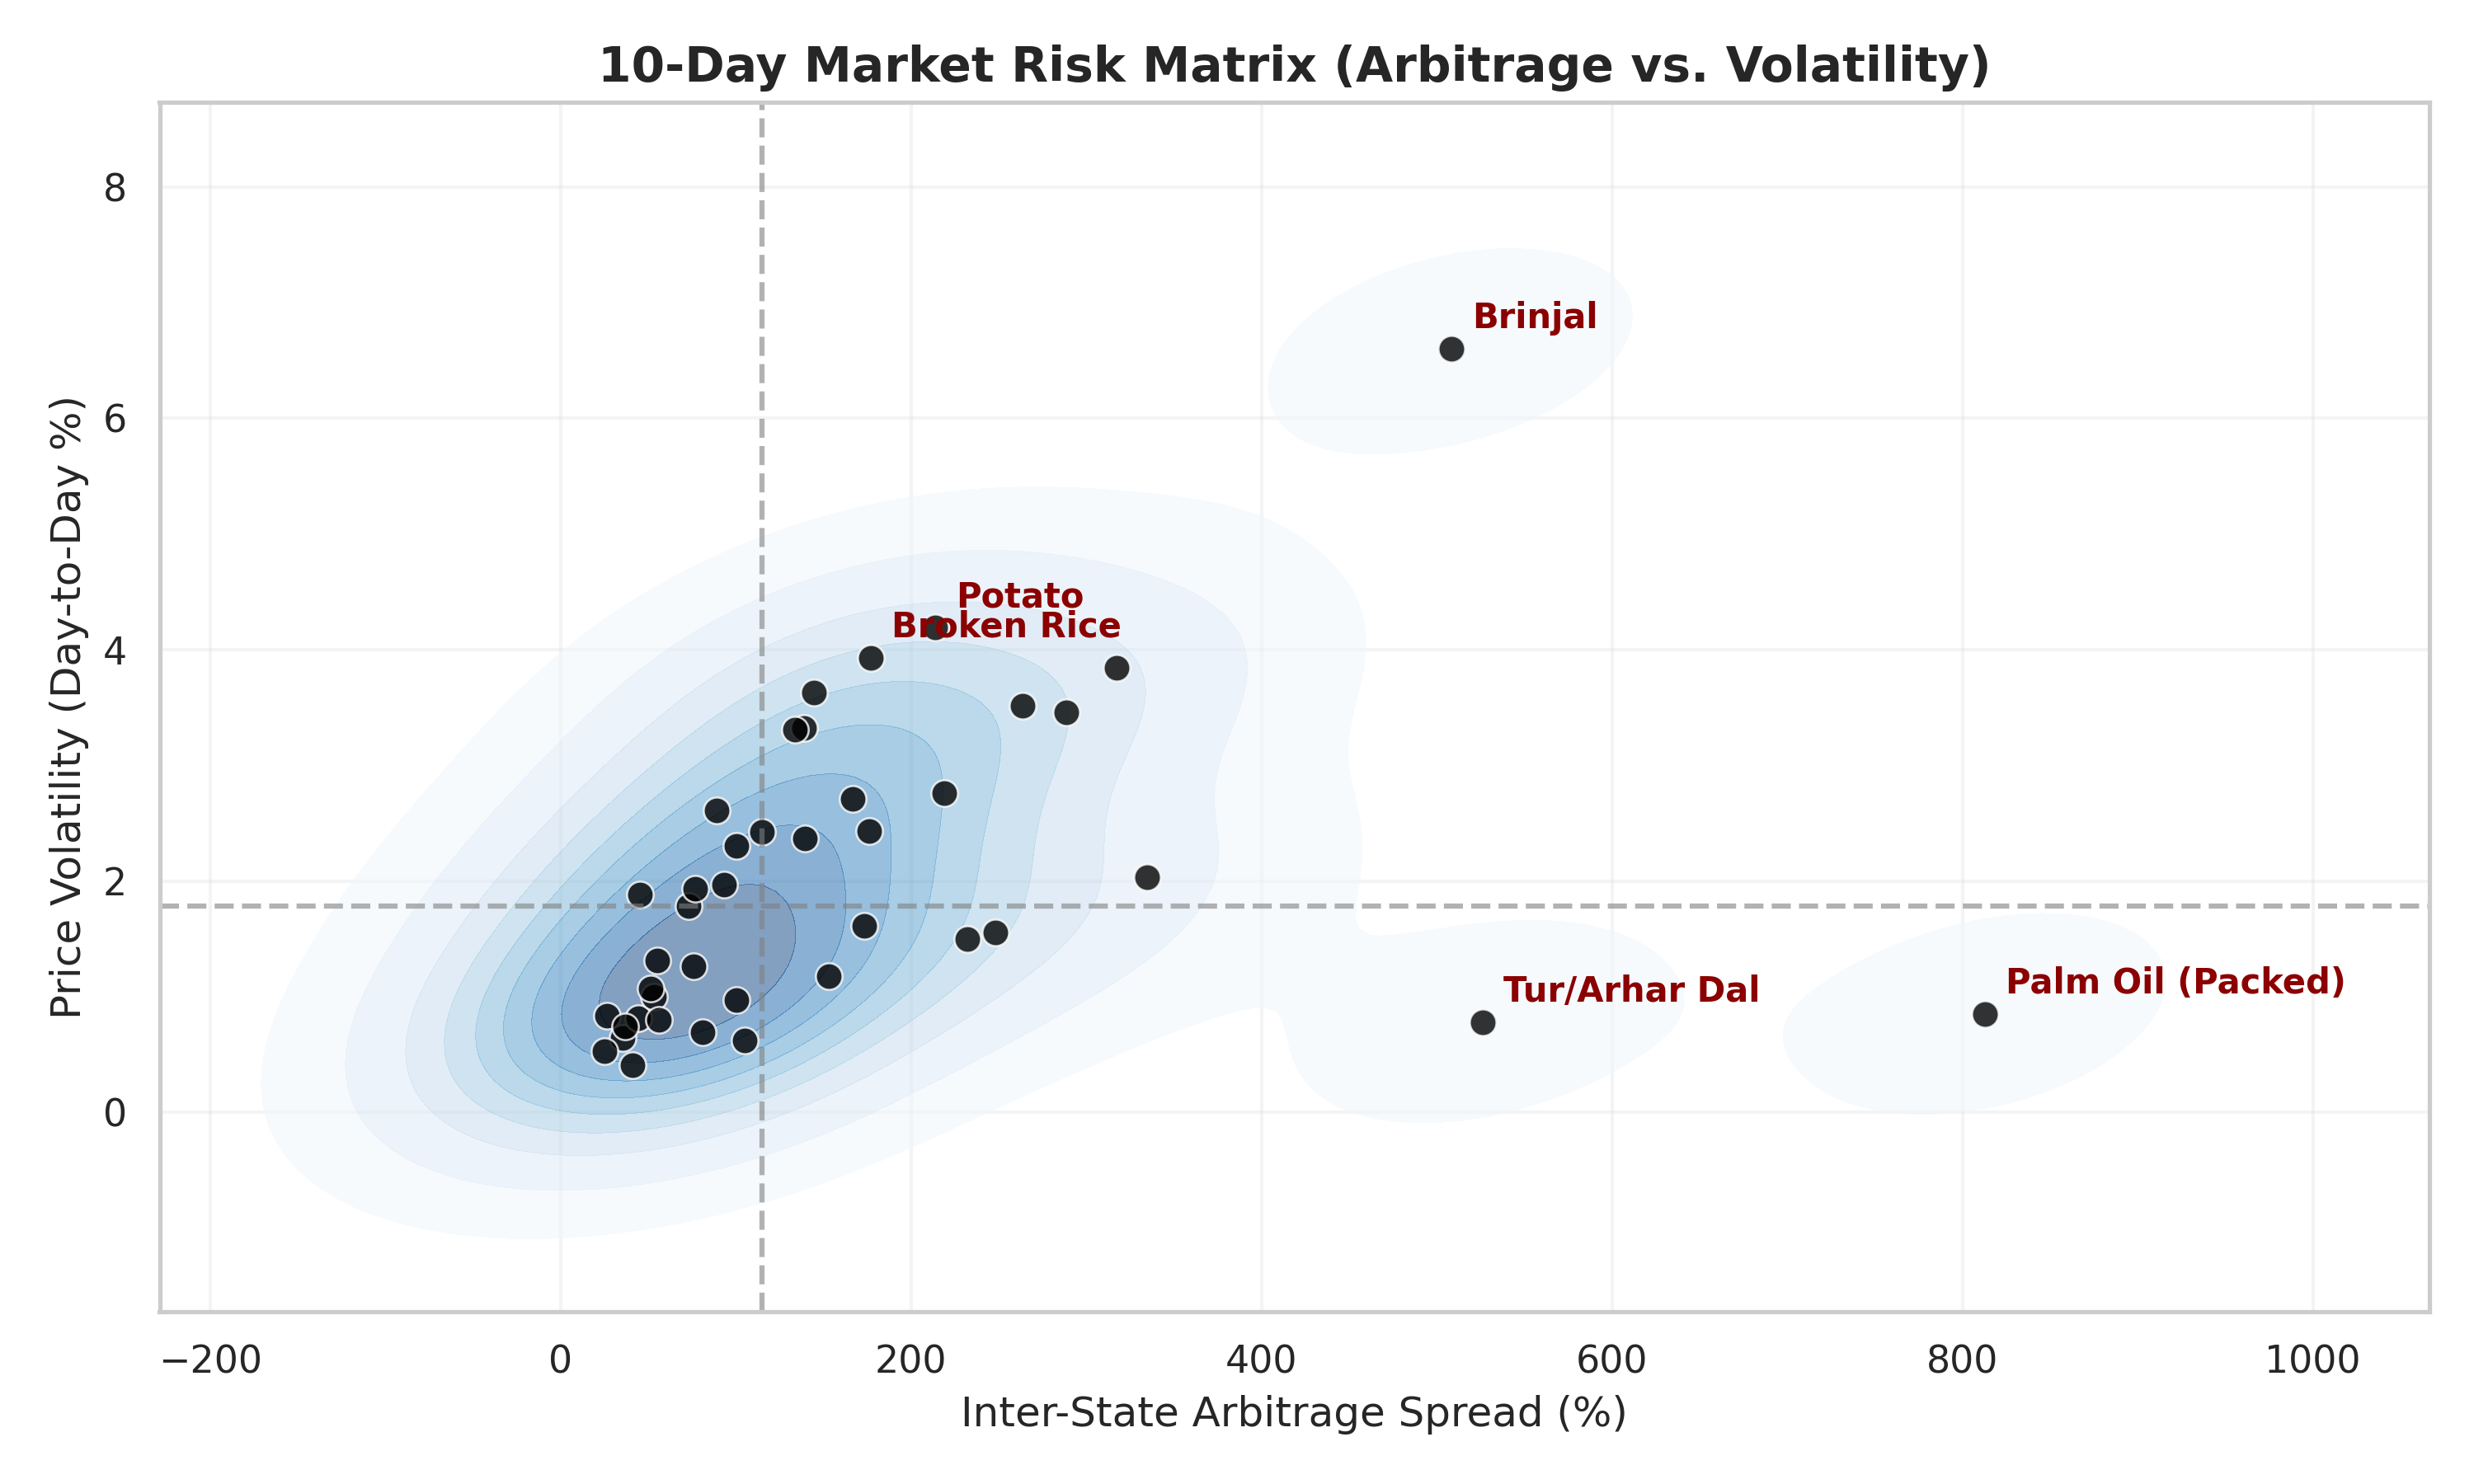 10-Day Market Risk Matrix (Arbitrage vs. Volatility)
Price Volatility (Day-to-Day %)
8
6
4
2
0
Brinjal
Potato
Broken Rice
Tur/Arhar Dal
Palm Oil (Packed)
−200
0
200
400
600
800
1000
Inter-State Arbitrage Spread (%)